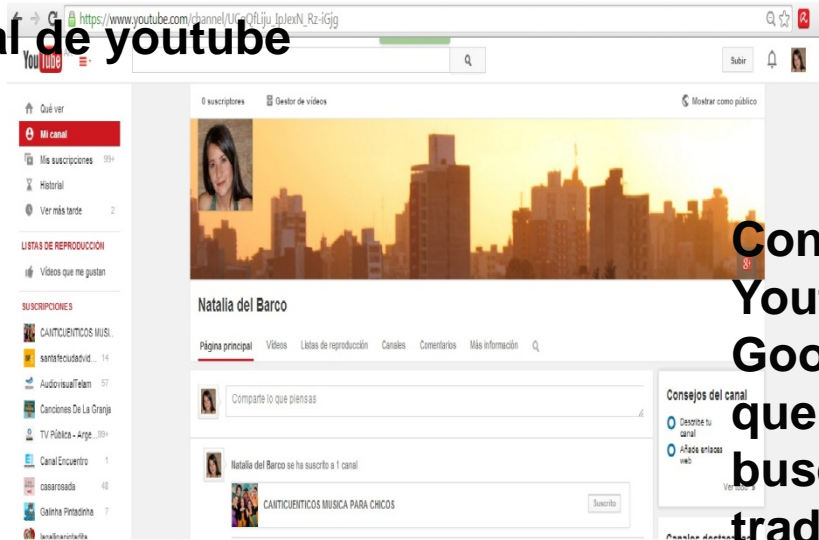 al de youtube
https://www.youtube.com/channel/
YouTube
Subir
Qué ver
Mi canal
Mis suscripciones 99+
Historial
Ver más tarde 2
LISTAS DE REPRODUCCIÓN
Vídeos que me gustan
SUSCRIPCIONES
CANTICUENTICOS MUSI..
santafeciudadvid... 14
AudiovisualTelam 57
Canciones De La Granja
TV Pública - Arge...99+
Canal Encuentro 1
casarosada 48
Galinha Pintadinha 7
0 suscriptores Gestor de vídeos Mostrar como público
Natalia del Barco
Página principal Vídeos Listas de reproducción Canales Comentarios Más información
Comparte lo que piensas
Natalia del Barco se ha suscrito a 1 canal
CANTICUENTICOS MUSICA PARA CHICOS Suscrito
Consejos del canal
Describe tu
canal
Añade enlaces
web
Ver todo
Con
You
Goo
que
bus
trad